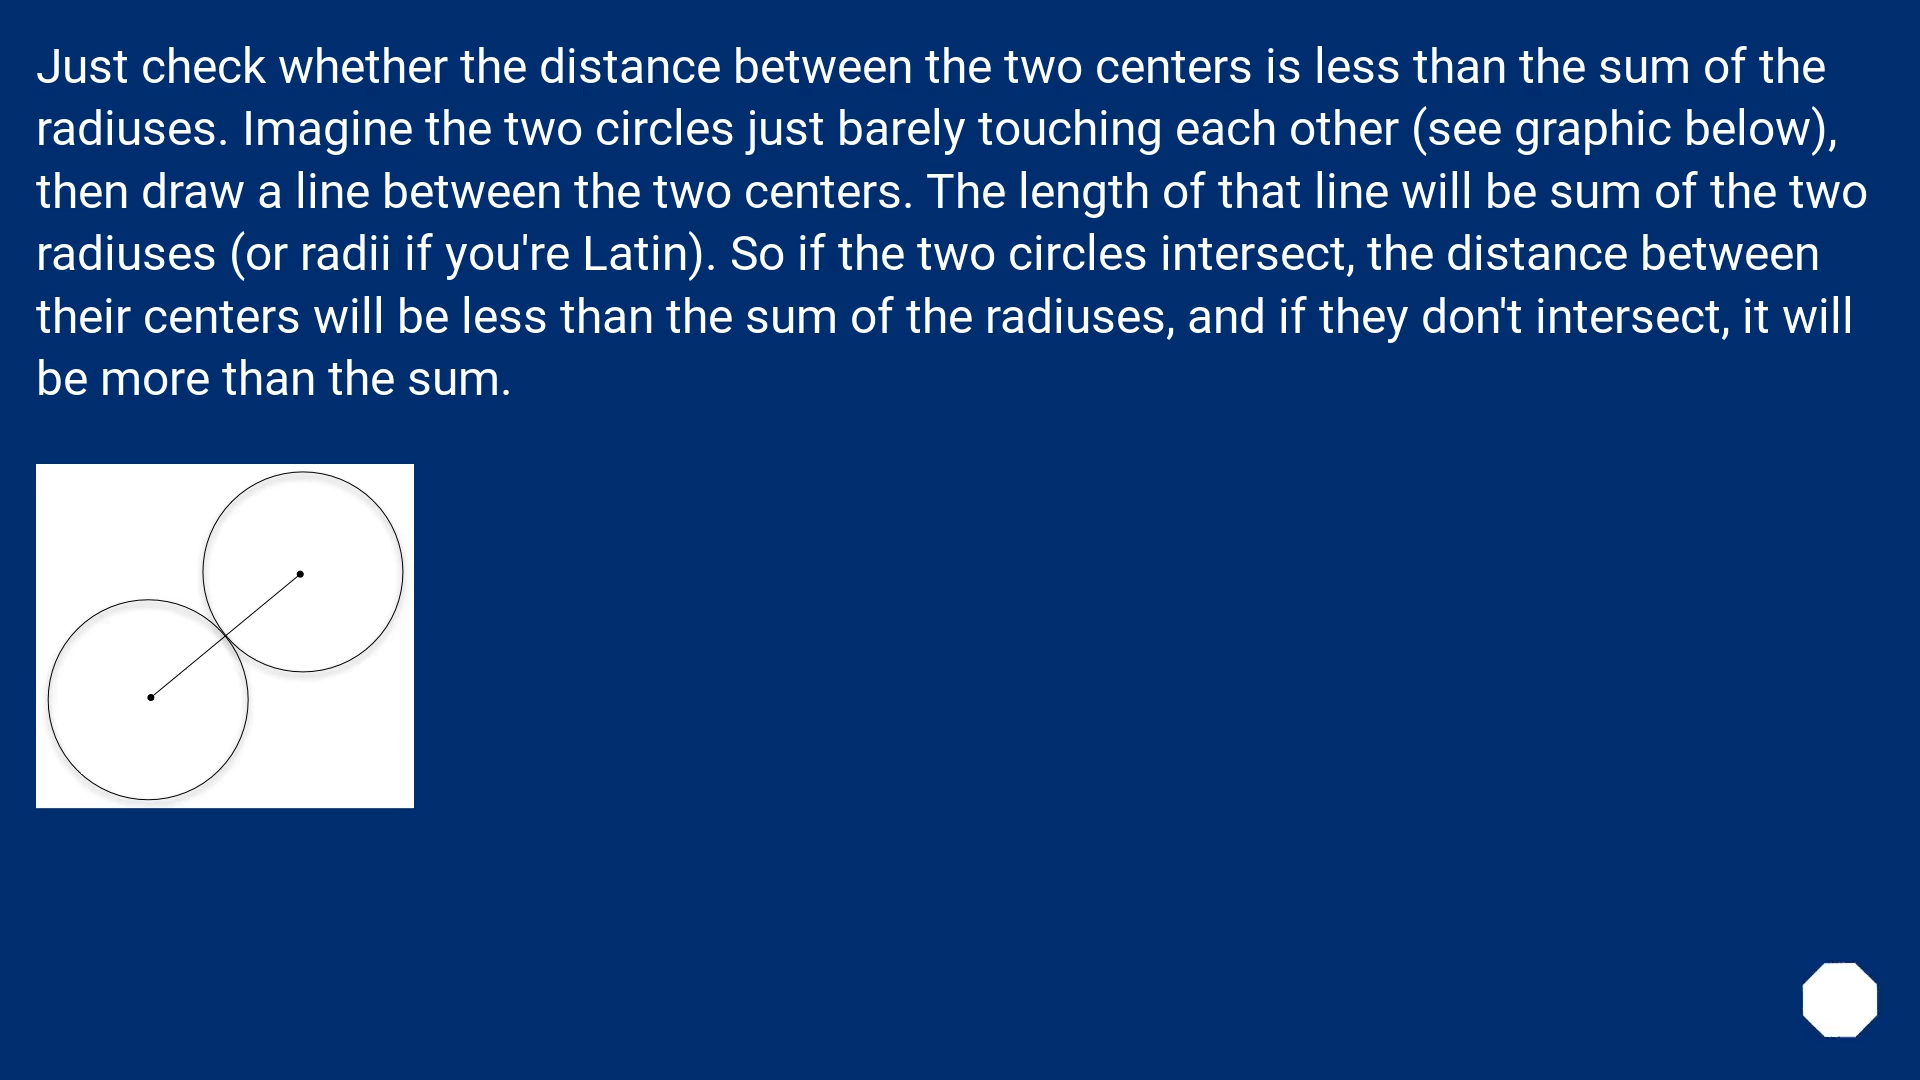 Just check whether the distance between the two centers is less than the sum of the
radiuses. Imagine the two circles just barely touching each other (see graphic below),
then draw a line between the two centers. The length of that line will be sum of the two
radiuses (or radii if you're Latin). So if the two circles intersect, the distance between
their centers will be less than the sum of the radiuses, and if they don't intersect, it will
be more than the sum.